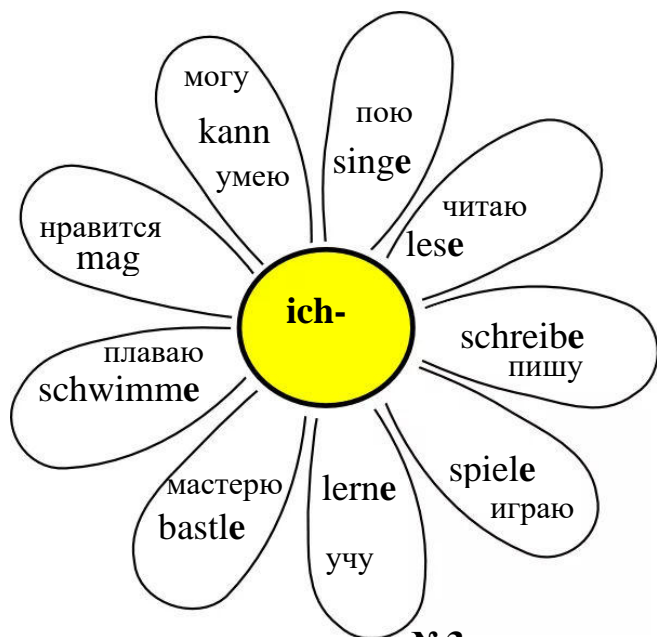 могу
kann
умею
пою
singe
читаю
lese
schreibe
пишу
spiele
играю
lerne
учу
мастерю
bastle
плаваю
schwimme
нравится
mag
ich-